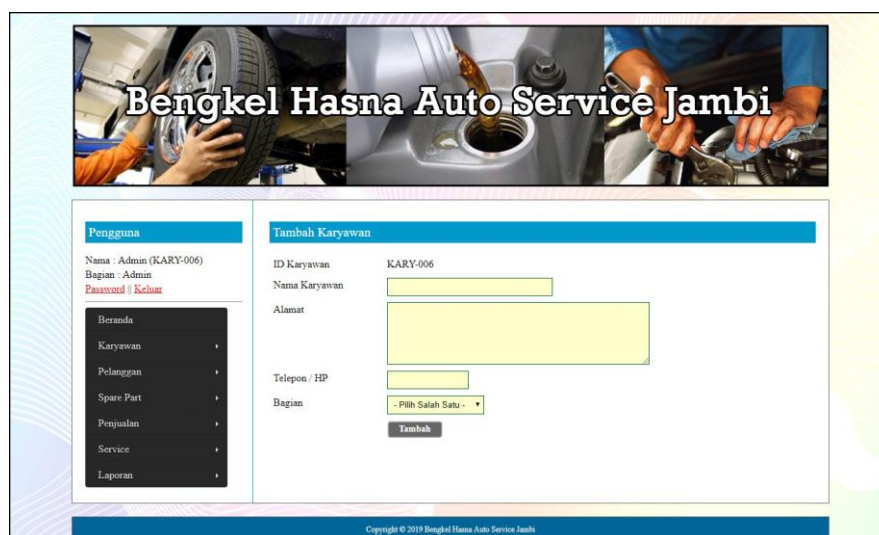 Bengkel Hasna Auto Service Jambi
Pengguna
Nama : Admin (KARY-006)
Bagian : Admin
Password || Keluar
Beranda
Karyawan
Pelanggan
Spare Part
Penjualan
Service
Laporan
Tambah Karyawan
ID Karyawan KARY-006
Nama Karyawan
Alamat
Telepon / HP
Bagian - Pilih Salah Satu -
Tambah
Copyright © 2019 Bengkel Hasna Auto Service Jambi